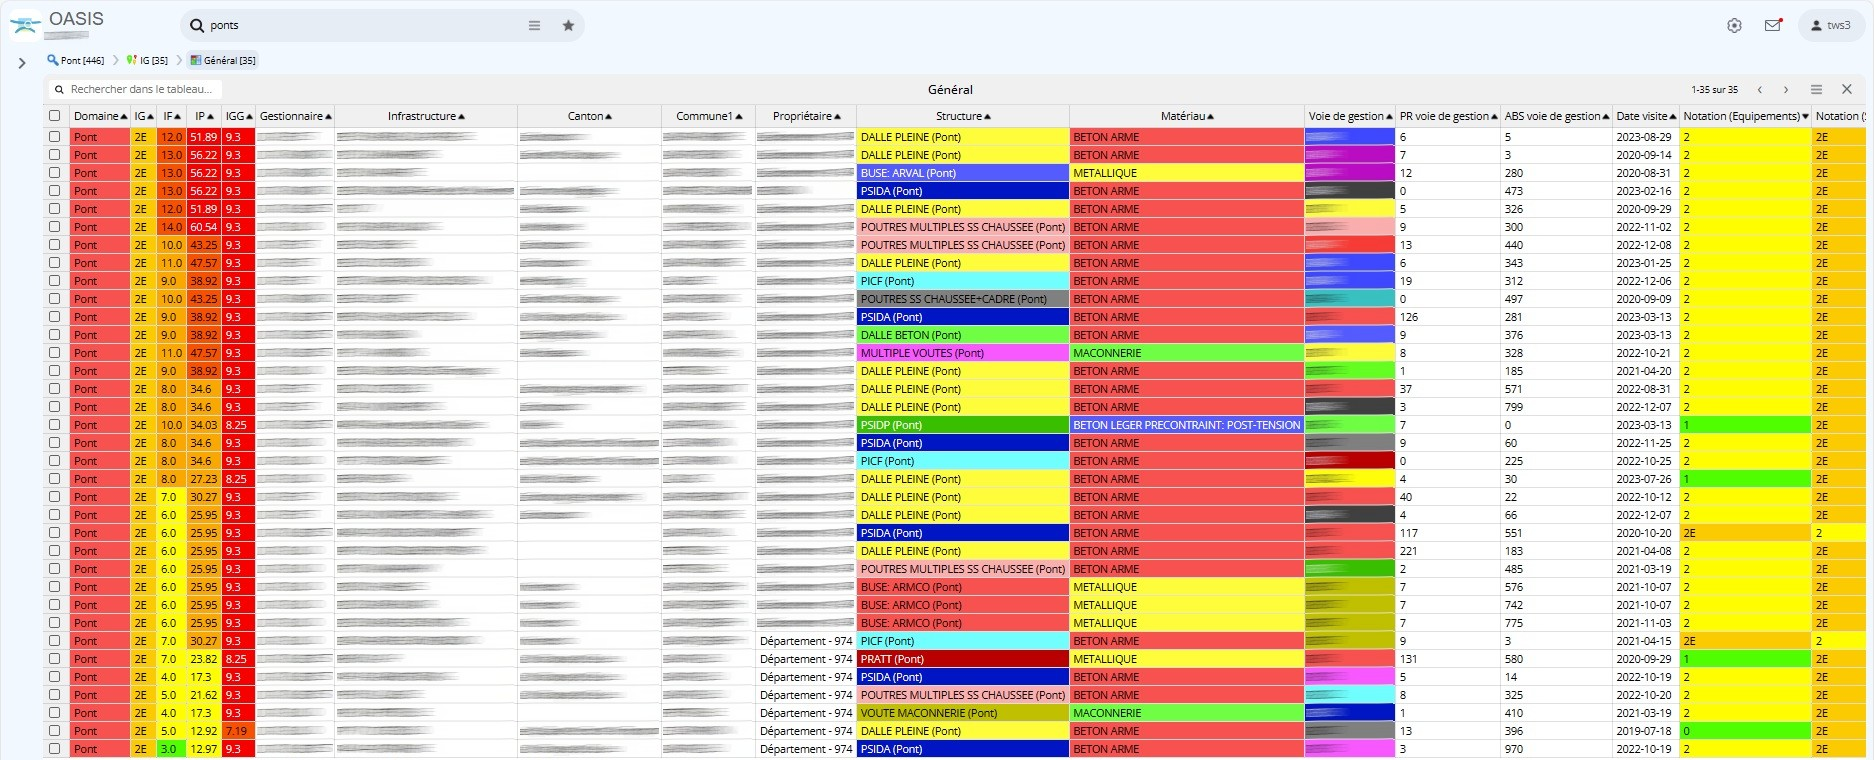 OASIS
ponts
tws3
Pont [446] IG [35] Général [35]
Rechercher dans le tableau... Général 1-35 sur 35
Domaine IG IF IP IGG Gestionnaire Infrastructure Canton Commune1 Propriétaire Structure Matériau Voie de gestion PR voie de gestion ABS voie de gestion Date visite Notation (Equipements) Notation (
Pont 2E 12.0 51.89 9.3 DALLE PLEINE (Pont) BETON ARME 6 5 2023-08-29 2 2E
Pont 2E 13.0 56.22 9.3 DALLE PLEINE (Pont) BETON ARME 7 3 2020-09-14 2 2E
Pont 2E 13.0 56.22 9.3 BUSE: ARVAL (Pont) METALLIQUE 12 280 2020-08-31 2 2E
Pont 2E 13.0 56.22 9.3 PSIDA (Pont) BETON ARME 0 473 2023-02-16 2 2E
Pont 2E 12.0 51.89 9.3 DALLE PLEINE (Pont) BETON ARME 5 326 2020-09-29 2 2E
Pont 2E 14.0 60.54 9.3 POUTRES MULTIPLES SS CHAUSSEE (Pont) BETON ARME 9 300 2022-11-02 2 2E
Pont 2E 10.0 43.25 9.3 POUTRES MULTIPLES SS CHAUSSEE (Pont) BETON ARME 13 440 2022-12-08 2 2E
Pont 2E 11.0 47.57 9.3 DALLE PLEINE (Pont) BETON ARME 6 343 2023-01-25 2 2E
Pont 2E 9.0 38.92 9.3 PICF (Pont) BETON ARME 19 312 2022-12-06 2 2E
Pont 2E 10.0 43.25 9.3 POUTRES SS CHAUSSEE+CADRE (Pont) BETON ARME 0 497 2020-09-09 2 2E
Pont 2E 9.0 38.92 9.3 PSIDA (Pont) BETON ARME 126 281 2023-03-13 2 2E
Pont 2E 9.0 38.92 9.3 DALLE BETON (Pont) BETON ARME 9 376 2023-03-13 2 2E
Pont 2E 11.0 47.57 9.3 MULTIPLE VOUTES (Pont) MACONNERIE 8 328 2022-10-21 2 2E
Pont 2E 9.0 38.92 9.3 DALLE PLEINE (Pont) BETON ARME 1 185 2021-04-20 2 2E
Pont 2E 8.0 34.6 9.3 DALLE PLEINE (Pont) BETON ARME 37 571 2022-08-31 2 2E
Pont 2E 8.0 34.6 9.3 DALLE PLEINE (Pont) BETON ARME 3 799 2022-12-07 2 2E
Pont 2E 10.0 34.03 8.25 PSIDP (Pont) BETON LEGER PRECONTRAINT: POST-TENSION 7 0 2023-03-13 1 2E
Pont 2E 8.0 34.6 9.3 PSIDA (Pont) BETON ARME 9 60 2022-11-25 2 2E
Pont 2E 8.0 34.6 9.3 PICF (Pont) BETON ARME 0 225 2022-10-25 2 2E
Pont 2E 8.0 27.23 8.25 DALLE PLEINE (Pont) BETON ARME 4 30 2023-07-26 1 2E
Pont 2E 7.0 30.27 9.3 DALLE PLEINE (Pont) BETON ARME 40 22 2022-10-12 2 2E
Pont 2E 6.0 25.95 9.3 DALLE PLEINE (Pont) BETON ARME 4 66 2022-12-07 2 2E
Pont 2E 6.0 25.95 9.3 PSIDA (Pont) BETON ARME 117 551 2020-10-20 2E 2
Pont 2E 6.0 25.95 9.3 DALLE PLEINE (Pont) BETON ARME 221 183 2021-04-08 2 2E
Pont 2E 6.0 25.95 9.3 POUTRES MULTIPLES SS CHAUSSEE (Pont) BETON ARME 2 485 2021-03-19 2 2E
Pont 2E 6.0 25.95 9.3 BUSE: ARMCO (Pont) METALLIQUE 7 576 2021-10-07 2 2E
Pont 2E 6.0 25.95 9.3 BUSE: ARMCO (Pont) METALLIQUE 7 742 2021-10-07 2 2E
Pont 2E 6.0 25.95 9.3 BUSE: ARMCO (Pont) METALLIQUE 7 775 2021-11-03 2 2E
Pont 2E 7.0 30.27 9.3 Département - 974 PICF (Pont) BETON ARME 9 3 2021-04-15 2E 2
Pont 2E 7.0 23.82 8.25 Département - 974 PRATT (Pont) METALLIQUE 131 580 2020-09-29 1 2E
Pont 2E 4.0 17.3 9.3 Département - 974 PSIDA (Pont) BETON ARME 5 14 2022-10-19 2 2E
Pont 2E 5.0 21.62 9.3 Département - 974 POUTRES MULTIPLES SS CHAUSSEE (Pont) BETON ARME 8 325 2022-10-20 2 2E
Pont 2E 4.0 17.3 9.3 Département - 974 VOUTE MACONNERIE (Pont) MACONNERIE 1 410 2021-03-19 2 2E
Pont 2E 5.0 12.92 7.19 Département - 974 DALLE PLEINE (Pont) BETON ARME 13 396 2019-07-18 0 2E
Pont 2E 3.0 12.97 9.3 Département - 974 PSIDA (Pont) BETON ARME 3 970 2022-10-19 2 2E